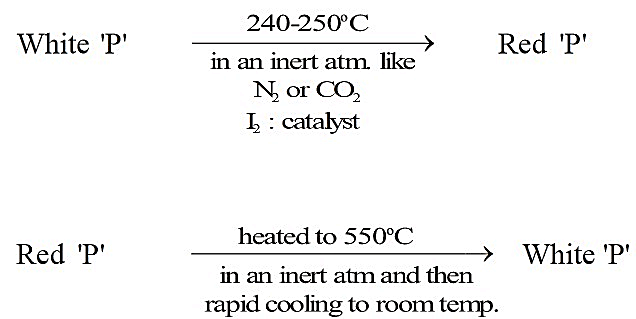 240-250°C
White 'P' ⟶ Red 'P'
in an inert atm. like
N₂ or CO₂
I₂ : catalyst
heated to 550°C
Red 'P' ⟶ White 'P'
in an inert atm and then
rapid cooling to room temp.